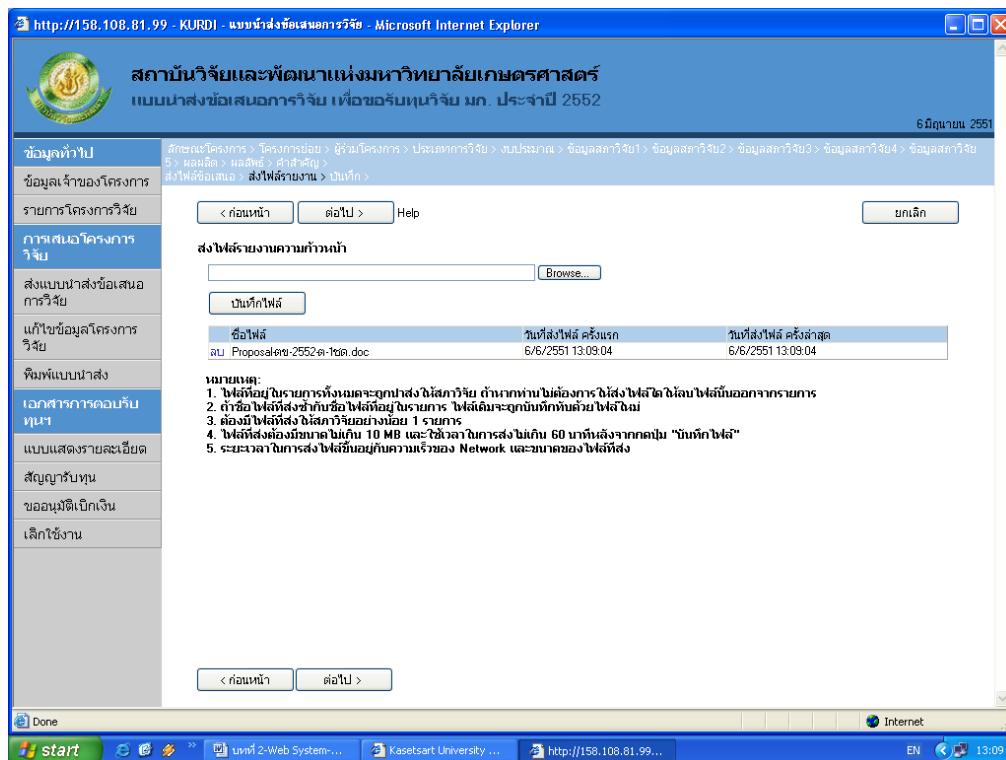 http://158.108.81.99 - KURDI - แบบนำส่งข้อเสนอการวิจัย - Microsoft Internet Explorer
สถาบันวิจัยและพัฒนาแห่งมหาวิทยาลัยเกษตรศาสตร์
แบบนำส่งข้อเสนอการวิจัย เพื่อขอรับทุนวิจัย มก. ประจำปี 2552
6 มิถุนายน 2551
ข้อมูลทั่วไป
ข้อมูลเจ้าของโครงการ
รายการโครงการวิจัย
การเสนอโครงการ
วิจัย
ส่งแบบนำส่งข้อเสนอ
การวิจัย
แก้ไขข้อมูลโครงการ
วิจัย
พิมพ์แบบนำส่ง
เอกสารการตอบรับ
ทุนฯ
แบบแสดงรายละเอียด
สัญญารับทุน
ขออนุมัติเบิกเงิน
เลิกใช้งาน
ลักษณะโครงการ > โครงการย่อย > ผู้ร่วมโครงการ > ประเภทการวิจัย > งบประมาณ > ข้อมูลสภาวิจัย1 > ข้อมูลสภาวิจัย2 > ข้อมูลสภาวิจัย3 > ข้อมูลสภาวิจัย4 > ข้อมูลสภาวิจัย
5 > ผลผลิต > ผลลัพธ์ > คำสำคัญ >
ส่งไฟล์ข้อเสนอ > ส่งไฟล์รายงาน > บันทึก >
< ก่อนหน้า ต่อไป > Help ยกเลิก
ส่งไฟล์รายงานความก้าวหน้า
Browse...
บันทึกไฟล์
ชื่อไฟล์ วันที่ส่งไฟล์ ครั้งแรก วันที่ส่งไฟล์ ครั้งล่าสุด
ลบ Proposal-ตข-2552-ต-1ชด.doc 6/6/2551 13:09:04 6/6/2551 13:09:04
หมายเหตุ:
1. ไฟล์ที่อยู่ในรายการทั้งหมดจะถูกนำส่งให้สภาวิจัย ถ้าหากท่านไม่ต้องการให้ส่งไฟล์ใดให้ลบไฟล์นั้นออกจากรายการ
2. ถ้าชื่อไฟล์ที่ส่งซ้ำกับชื่อไฟล์ที่อยู่ในรายการ ไฟล์เดิมจะถูกบันทึกทับด้วยไฟล์ใหม่
3. ต้องมีไฟล์ที่ส่งให้สภาวิจัยอย่างน้อย 1 รายการ
4. ไฟล์ที่ส่งต้องมีขนาดไม่เกิน 10 MB และใช้เวลาในการส่งไม่เกิน 60 นาทีหลังจากกดปุ่ม "บันทึกไฟล์"
5. ระยะเวลาในการส่งไฟล์ขึ้นอยู่กับความเร็วของ Network และขนาดของไฟล์ที่ส่ง
< ก่อนหน้า ต่อไป >
Done Internet
start บทที่ 2-Web System-... Kasetsart University ... http://158.108.81.99... EN 13:09